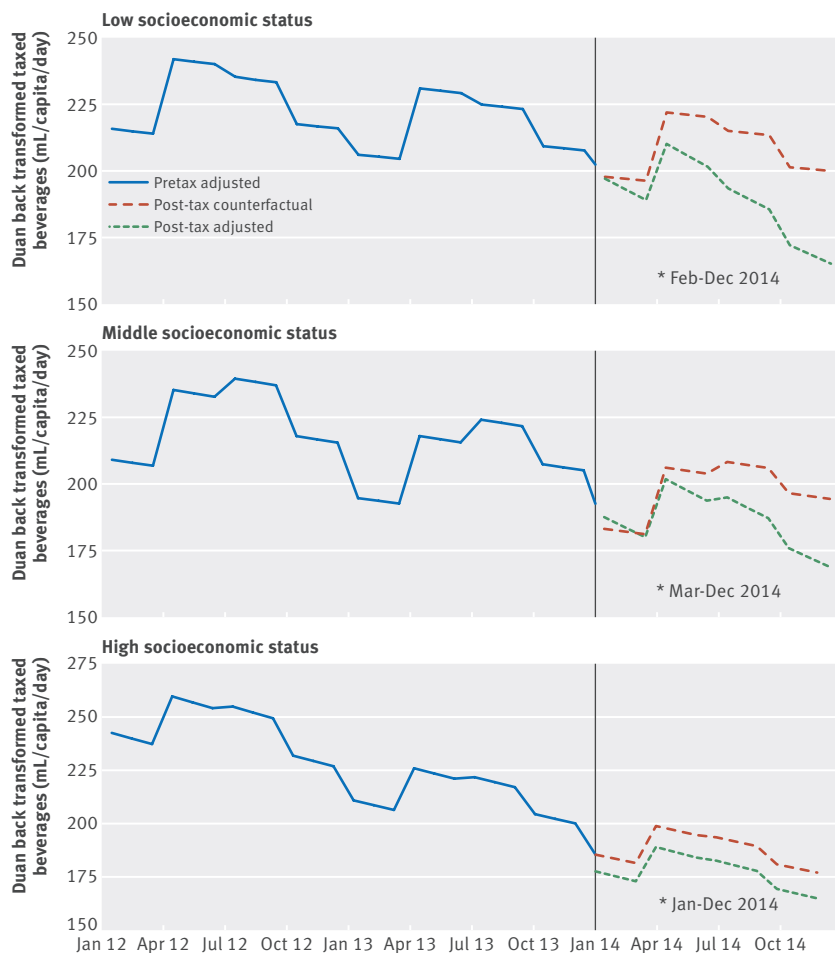 Low socioeconomic status
Duan back transformed taxed
beverages (mL/capita/day)
250
225
200
175
150
Pretax adjusted
Post-tax counterfactual
Post-tax adjusted
* Feb-Dec 2014
Middle socioeconomic status
Duan back transformed taxed
beverages (mL/capita/day)
250
225
200
175
150
* Mar-Dec 2014
High socioeconomic status
Duan back transformed taxed
beverages (mL/capita/day)
275
250
225
200
175
150
* Jan-Dec 2014
Jan 12 Apr 12 Jul 12 Oct 12 Jan 13 Apr 13 Jul 13 Oct 13 Jan 14 Apr 14 Jul 14 Oct 14